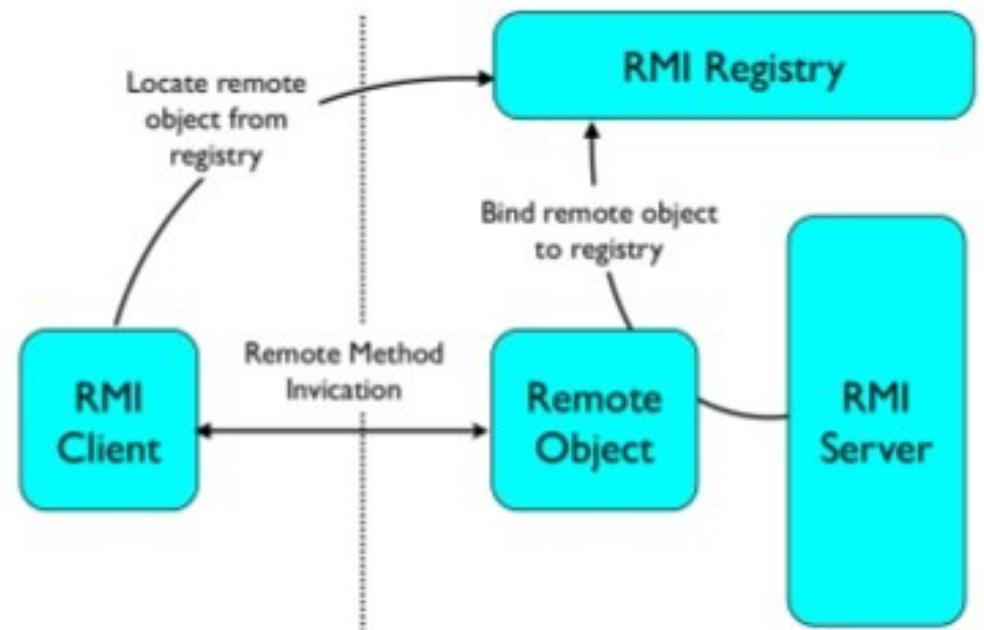 RMI Registry
Locate remote
object from
registry
Bind remote object
to registry
Remote Method
Invication
RMI
Client
Remote
Object
RMI
Server